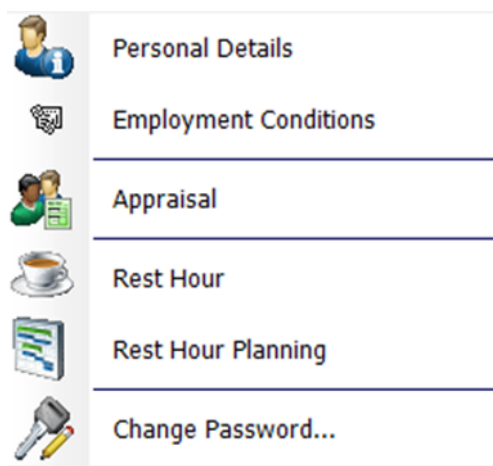 Personal Details
Employment Conditions
Appraisal
Rest Hour
Rest Hour Planning
Change Password...